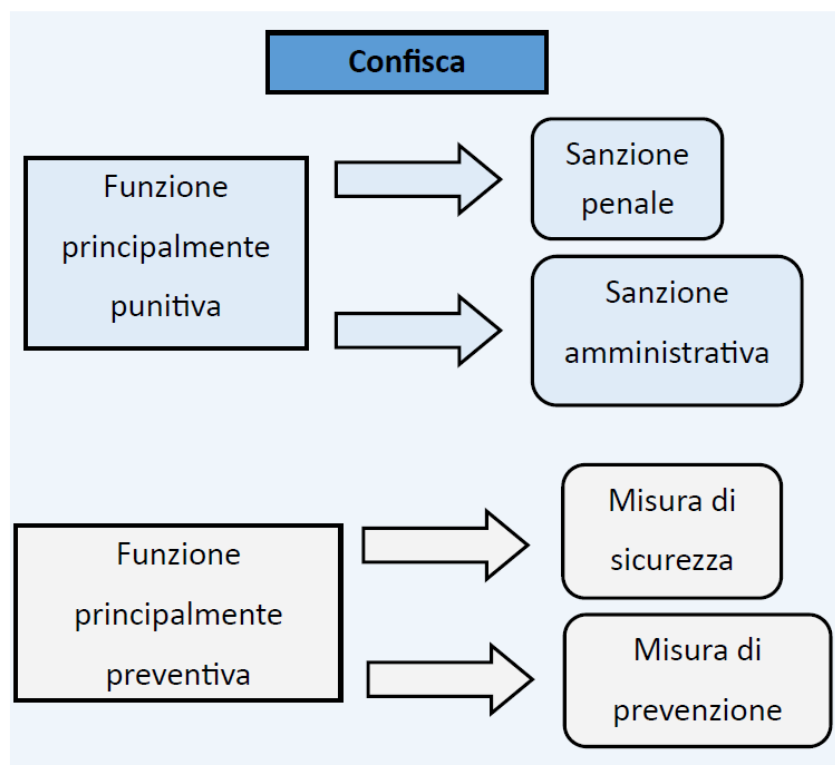 Confisca
Funzione
principalmente
punitiva
Sanzione
penale
Sanzione
amministrativa
Funzione
principalmente
preventiva
Misura di
sicurezza
Misura di
prevenzione